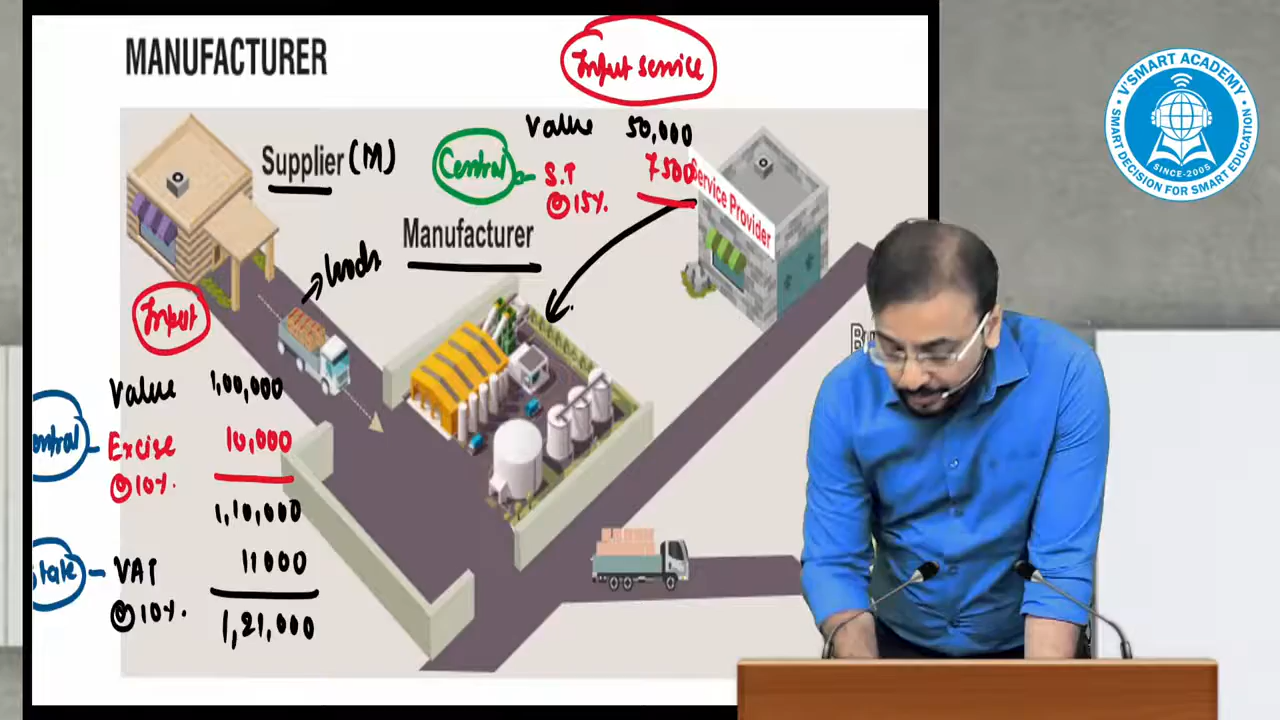 MANUFACTURER
Input service
Value 50,000
Central - S.T 7500
@ 15%.
Supplier (M)
Service Provider
Manufacturer
Input
Value 1,00,000
Excise 10,000
@ 10%.
1,10,000
VAT 11000
@ 10%.
1,21,000
V'SMART ACADEMY
SMART DECISION FOR SMART EDUCATION
SINCE-2005